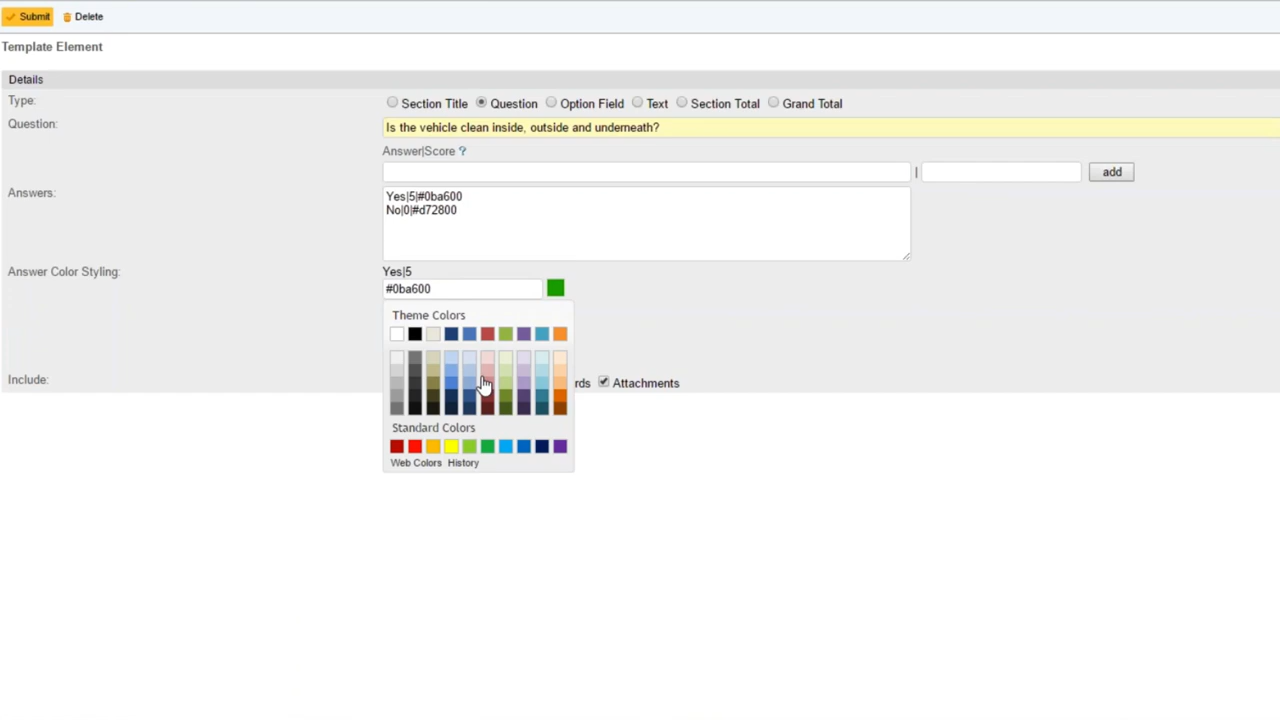 Submit Delete
Template Element
Details
Type: Section Title Question Option Field Text Section Total Grand Total
Question: Is the vehicle clean inside, outside and underneath?
Answer|Score ?
| add
Answers: Yes|5|#0ba600
No|0|#d72800
Answer Color Styling: Yes|5
#0ba600
Theme Colors
Include: rds Attachments
Standard Colors
Web Colors History